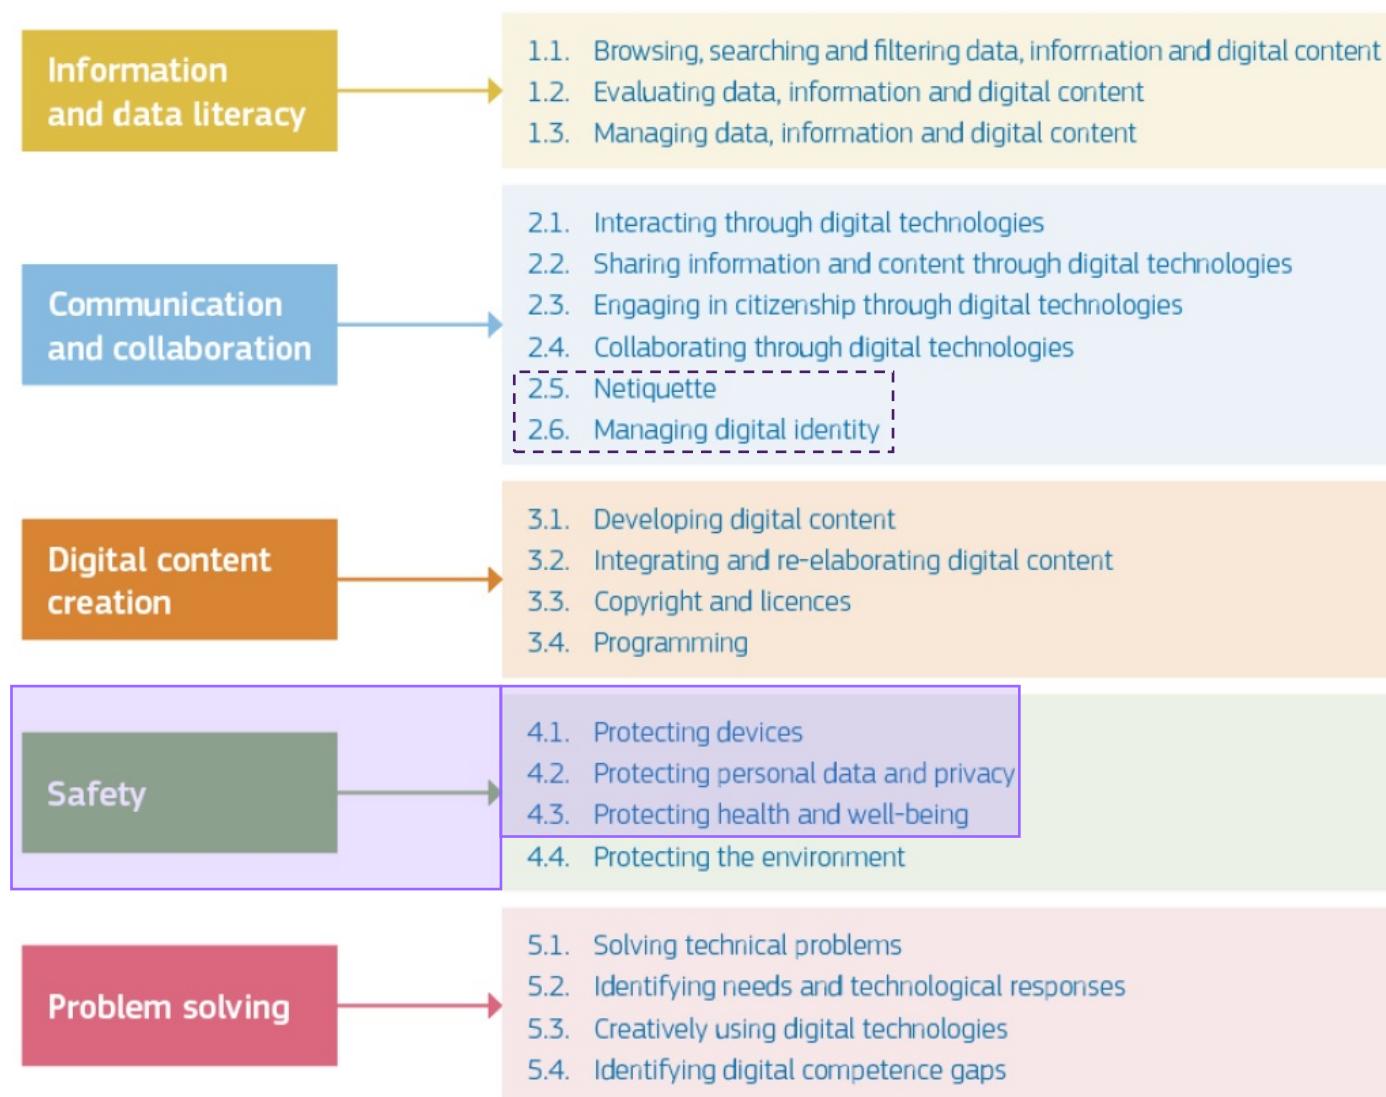 Information
and data literacy
1.1. Browsing, searching and filtering data, information and digital content
1.2. Evaluating data, information and digital content
1.3. Managing data, information and digital content
Communication
and collaboration
2.1. Interacting through digital technologies
2.2. Sharing information and content through digital technologies
2.3. Engaging in citizenship through digital technologies
2.4. Collaborating through digital technologies
2.5. Netiquette
2.6. Managing digital identity
Digital content
creation
3.1. Developing digital content
3.2. Integrating and re-elaborating digital content
3.3. Copyright and licences
3.4. Programming
Safety
4.1. Protecting devices
4.2. Protecting personal data and privacy
4.3. Protecting health and well-being
4.4. Protecting the environment
Problem solving
5.1. Solving technical problems
5.2. Identifying needs and technological responses
5.3. Creatively using digital technologies
5.4. Identifying digital competence gaps